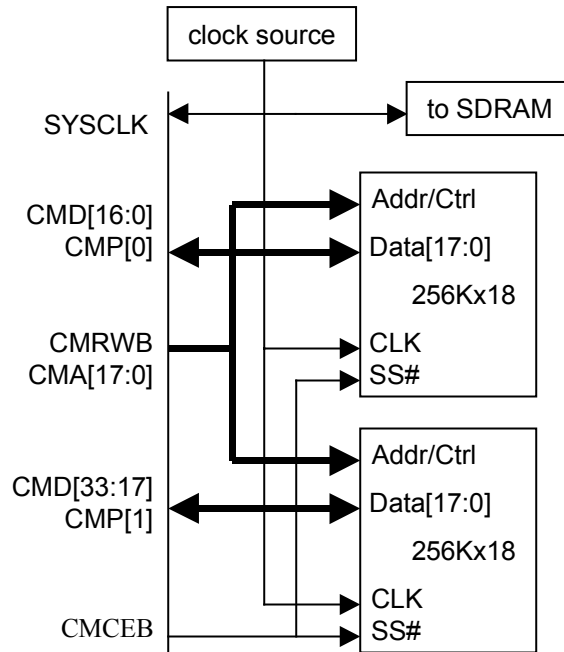 clock source
SYSCLK
to SDRAM
CMD[16:0]
CMP[0]
Addr/Ctrl
Data[17:0]
256Kx18
CMRWB
CMA[17:0]
CLK
SS#
CMD[33:17]
CMP[1]
Addr/Ctrl
Data[17:0]
256Kx18
CLK
CMCEB
SS#